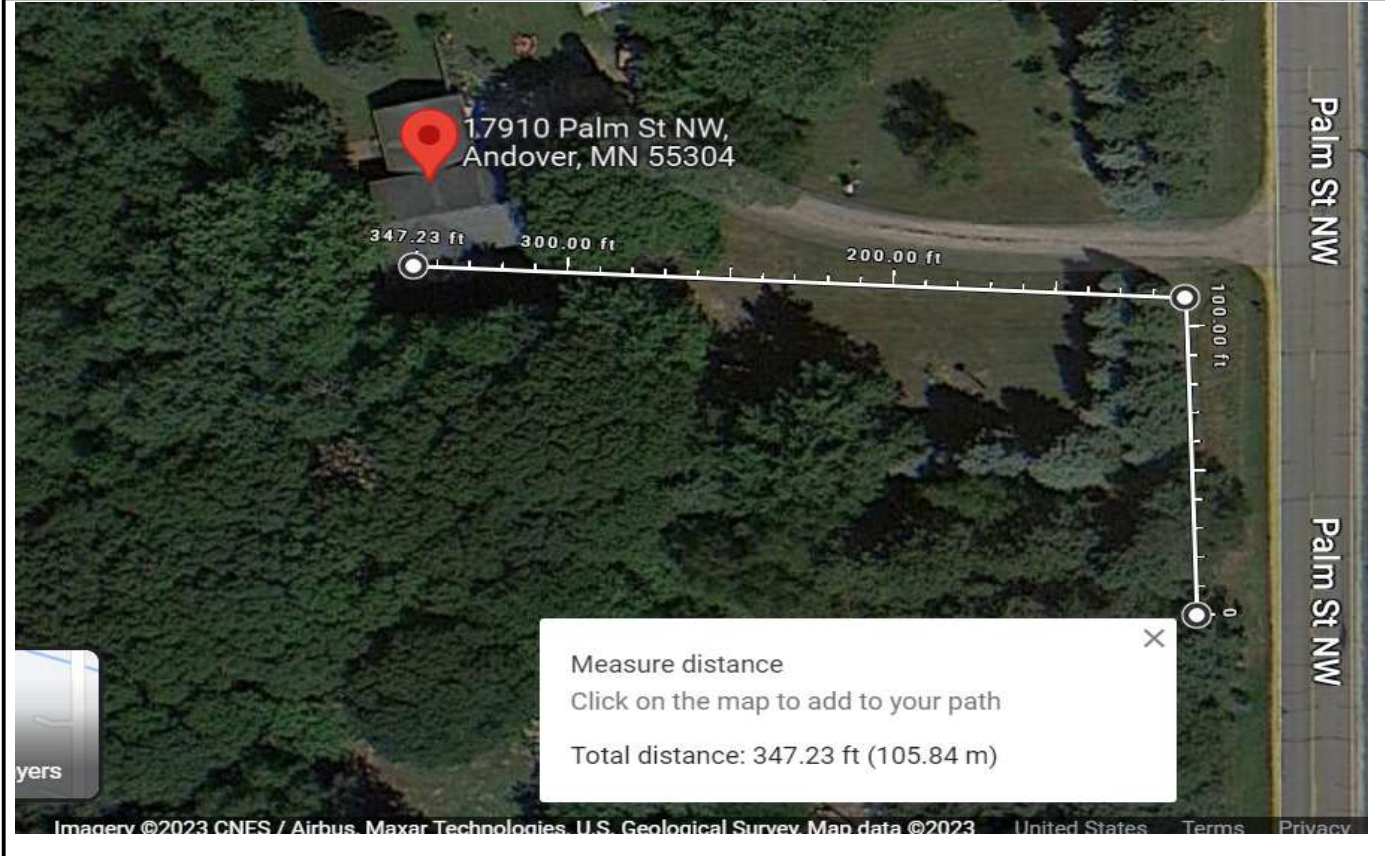 17910 Palm St NW,
Andover, MN 55304
Palm St NW
347.23 ft
300.00 ft
200.00 ft
100.00 ft
0
Palm St NW
Measure distance
Click on the map to add to your path
Total distance: 347.23 ft (105.84 m)
yers
Imagery ©2023 CNES / Airbus, Maxar Technologies, U.S. Geological Survey, Map data ©2023 United States Terms Privacy